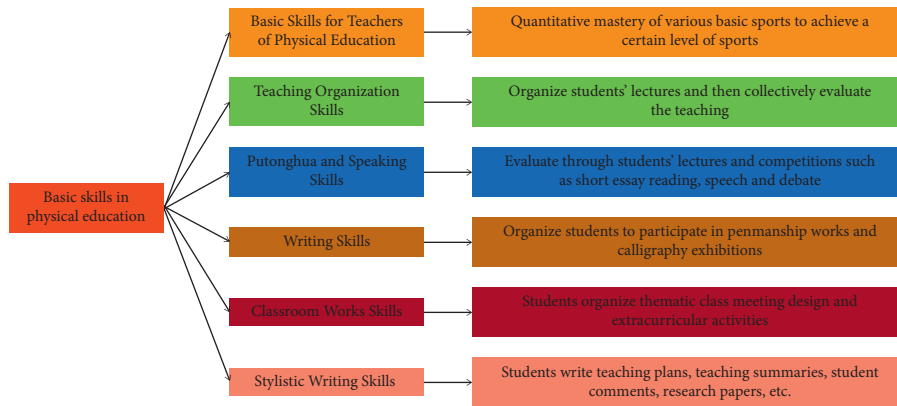 Basic skills in
physical education
Basic Skills for Teachers
of Physical Education
Quantitative mastery of various basic sports to achieve a
certain level of sports
Teaching Organization
Skills
Organize students' lectures and then collectively evaluate
the teaching
Putonghua and Speaking
Skills
Evaluate through students' lectures and competitions such
as short essay reading, speech and debate
Writing Skills
Organize students to participate in penmanship works and
calligraphy exhibitions
Classroom Works Skills
Students organize thematic class meeting design and
extracurricular activities
Stylistic Writing Skills
Students write teaching plans, teaching summaries, student
comments, research papers, etc.